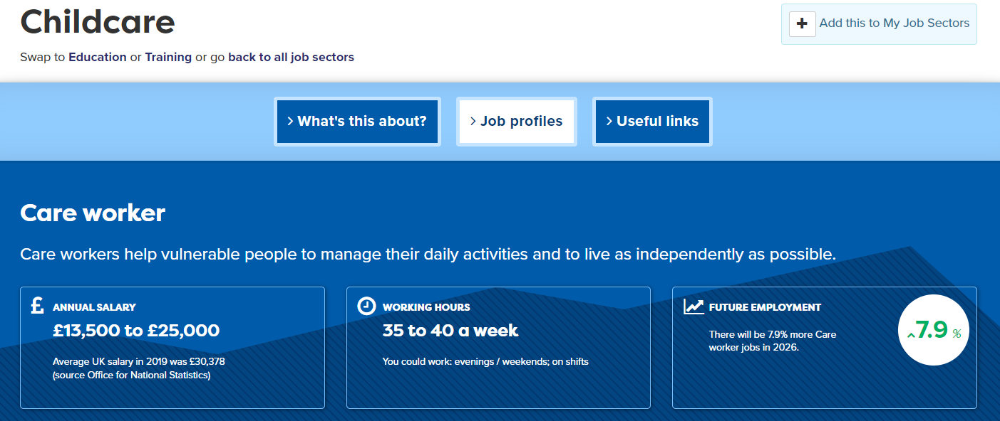 Childcare
+ Add this to My Job Sectors
Swap to Education or Training or go back to all job sectors
> What's this about?
> Job profiles
> Useful links
Care worker
Care workers help vulnerable people to manage their daily activities and to live as independently as possible.
£ ANNUAL SALARY
£13,500 to £25,000
Average UK salary in 2019 was £30,378
(source Office for National Statistics)
WORKING HOURS
35 to 40 a week
You could work: evenings / weekends; on shifts
FUTURE EMPLOYMENT
There will be 7.9% more Care
worker jobs in 2026.
7.9 %